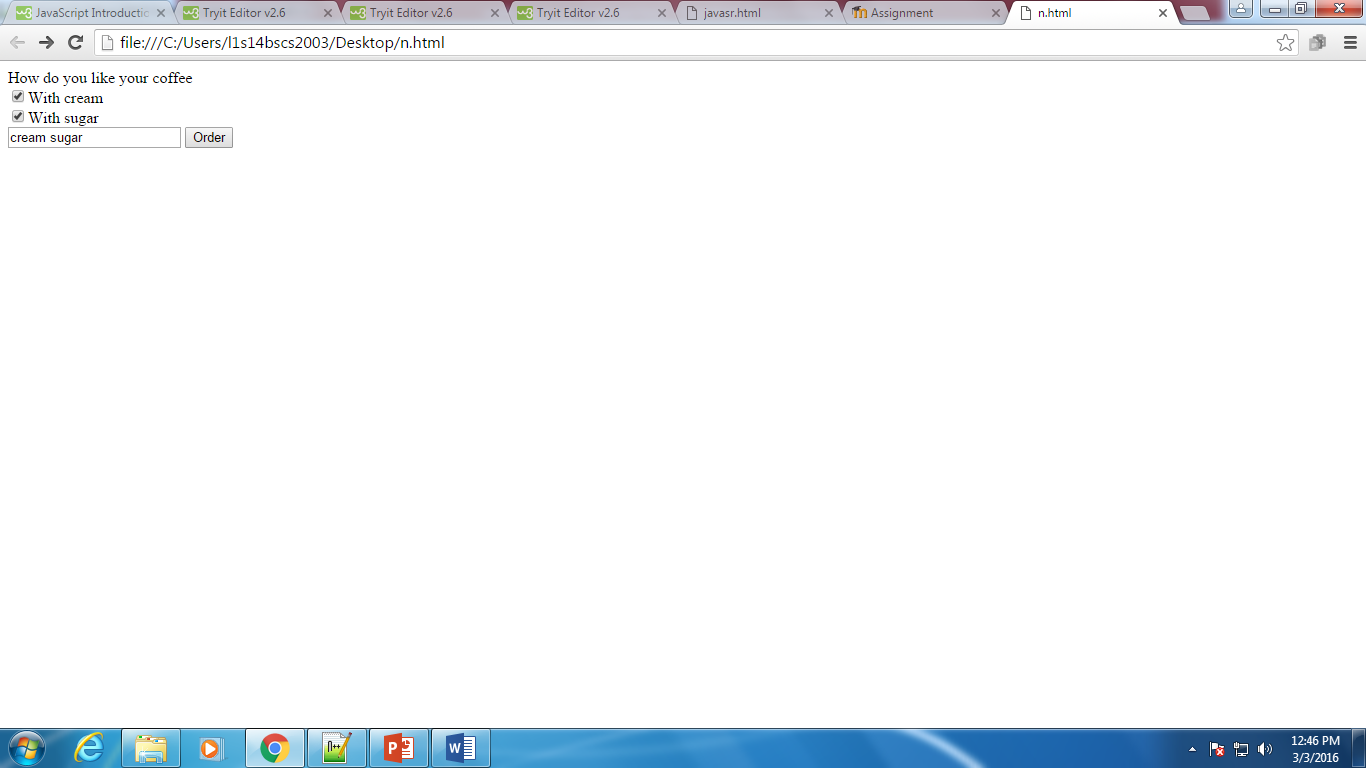 JavaScript Introductic
Tryit Editor v2.6
Tryit Editor v2.6
Tryit Editor v2.6
javasr.html
Assignment
n.html
file:///C:/Users/l1s14bscs2003/Desktop/n.html
How do you like your coffee
With cream
With sugar
cream sugar Order
12:46 PM
3/3/2016